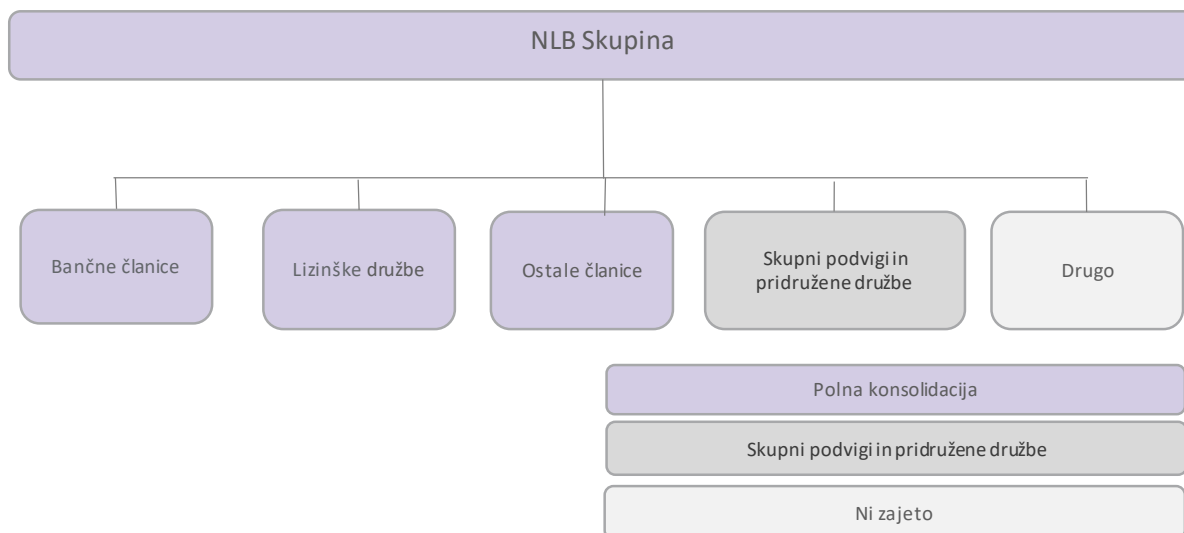 NLB Skupina
Bančne članice
Lizinške družbe
Ostale članice
Skupni podvigi in
pridružene družbe
Drugo
Polna konsolidacija
Skupni podvigi in pridružene družbe
Ni zajeto